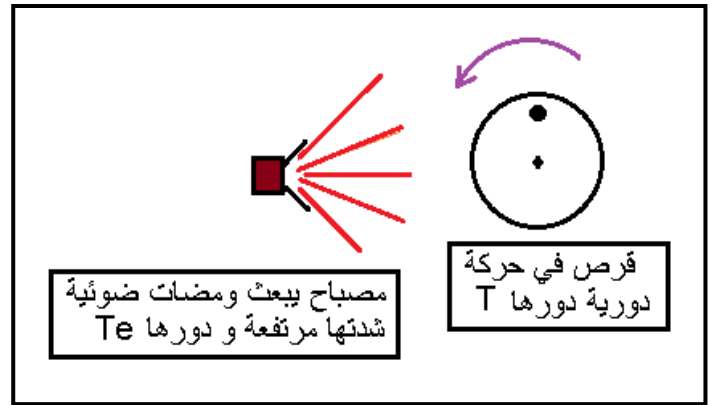 قرص في حركة
دورية دورها T
مصباح يبعث ومضات ضوئية
شدتها مرتفعة و دورها Te